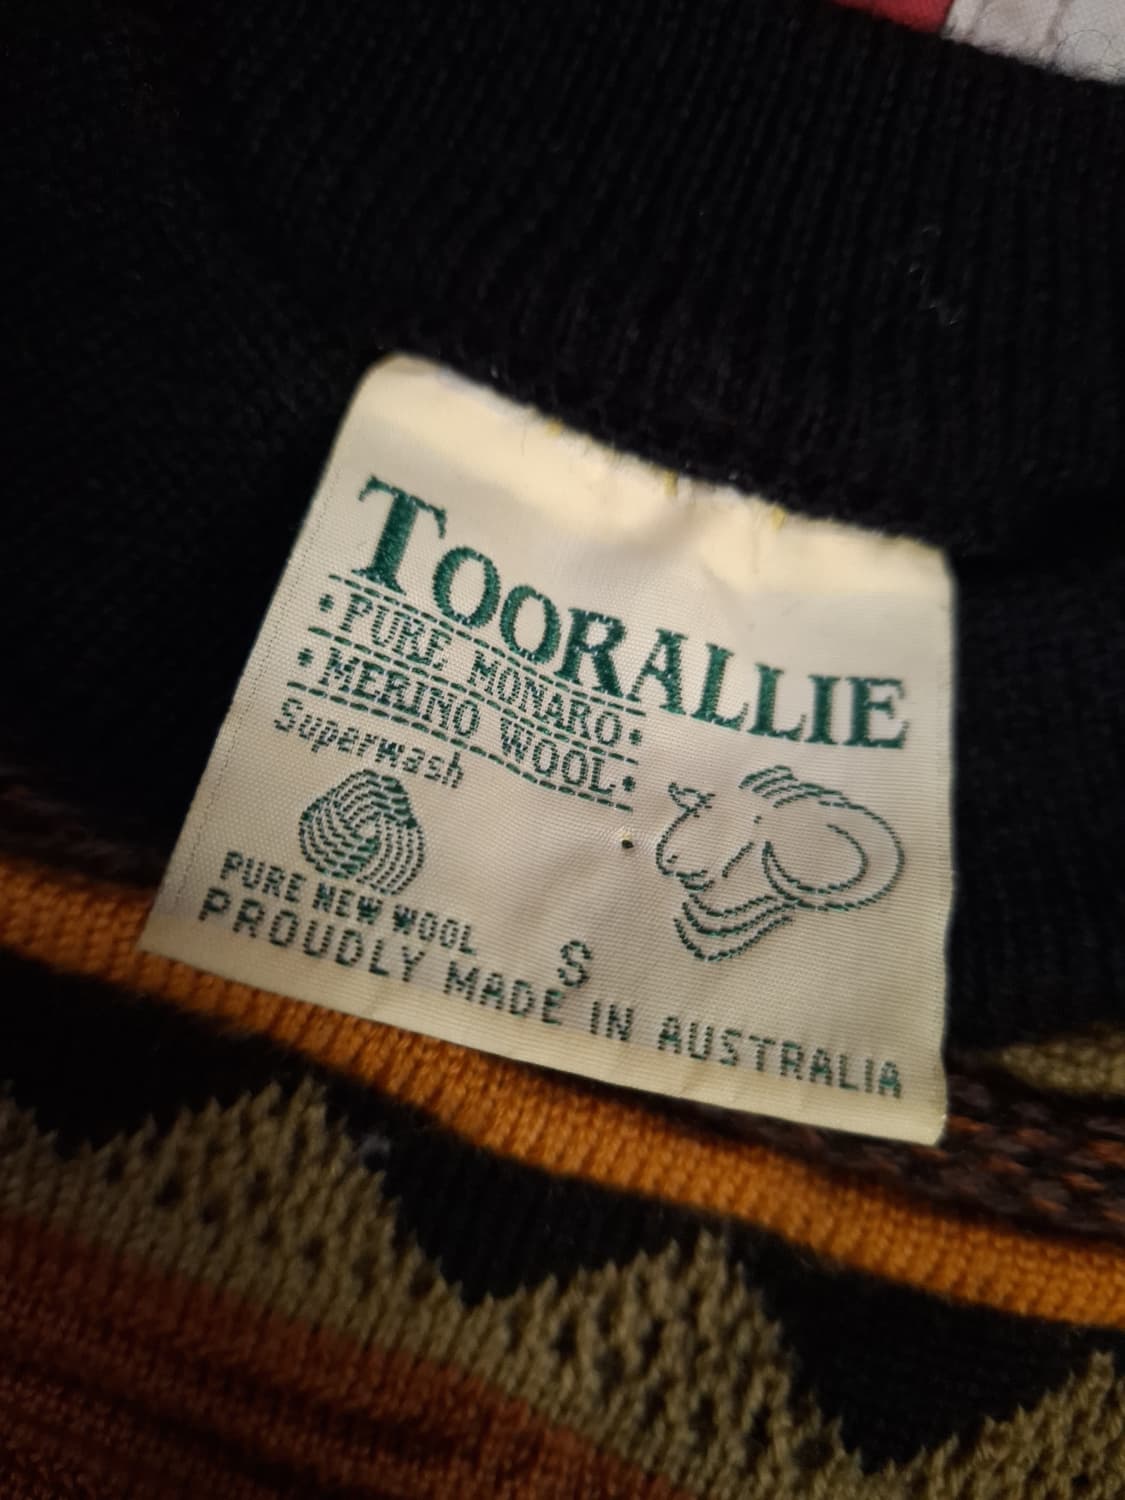 TOORALLIE
• PURE MONARO •
• MERINO WOOL •
Superwash
PURE NEW WOOL
S
PROUDLY MADE IN AUSTRALIA